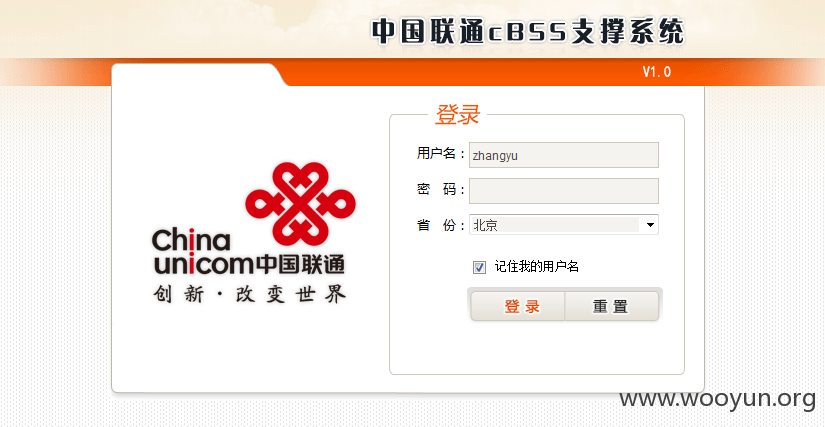 中国联通cBSS支撑系统
V1.0
登录
用户名：zhangyu
密 码：
省 份：北京
记住我的用户名
登 录 重 置
China
unicom中国联通
创新·改变世界
www.wooyun.org